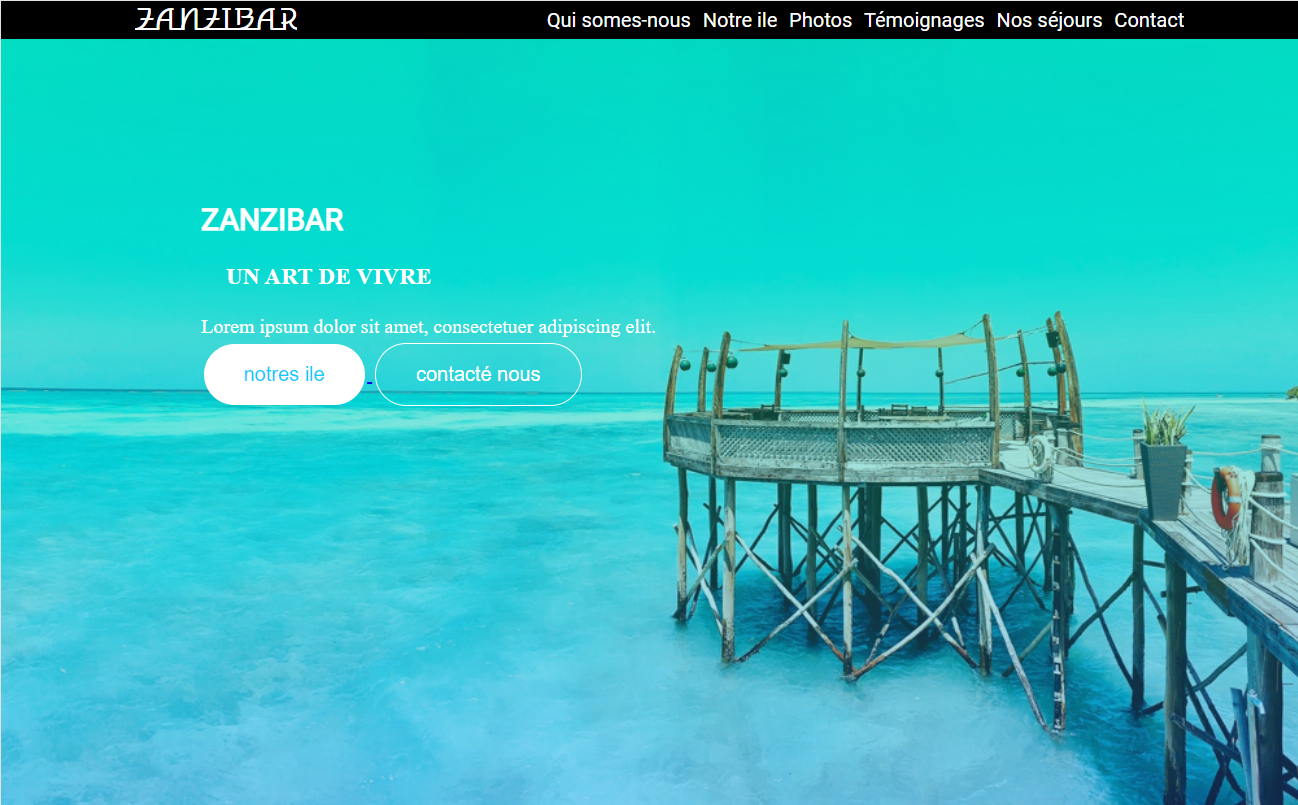 ZANZIBAR
Qui somes-nous Notre ile Photos Témoignages Nos séjours Contact
ZANZIBAR
UN ART DE VIVRE
Lorem ipsum dolor sit amet, consectetuer adipiscing elit.
notres ile contacté nous